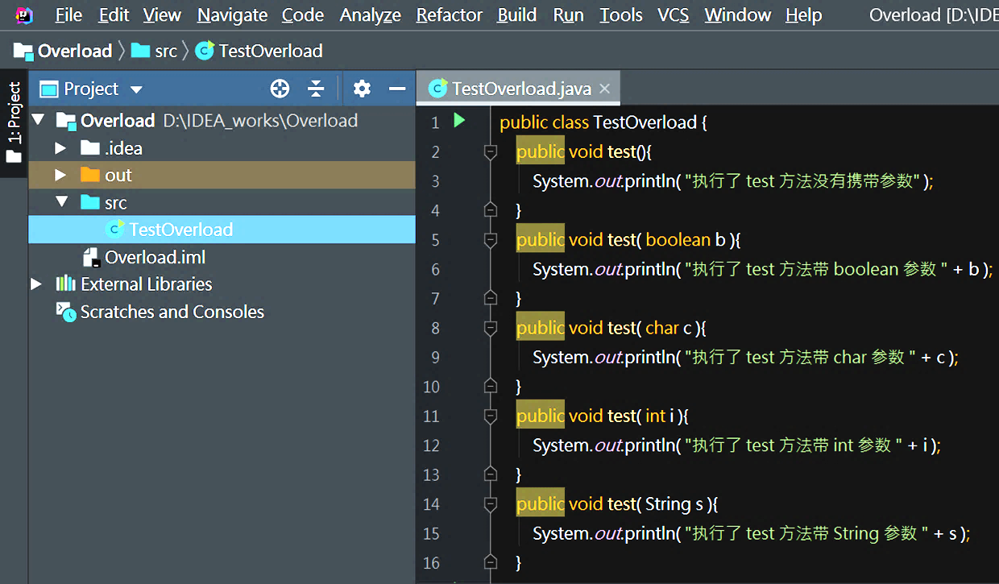 File Edit View Navigate Code Analyze Refactor Build Run Tools VCS Window Help Overload [D:\IDE
Overload src TestOverload
1: Project
Project
Overload D:\IDEA_works\Overload
.idea
out
src
TestOverload
Overload.iml
External Libraries
Scratches and Consoles
TestOverload.java
1 public class TestOverload {
2 public void test(){
3 System.out.println( "执行了 test 方法没有携带参数" );
4 }
5 public void test( boolean b ){
6 System.out.println( "执行了 test 方法带 boolean 参数 " + b );
7 }
8 public void test( char c ){
9 System.out.println( "执行了 test 方法带 char 参数 " + c );
10 }
11 public void test( int i ){
12 System.out.println( "执行了 test 方法带 int 参数 " + i );
13 }
14 public void test( String s ){
15 System.out.println( "执行了 test 方法带 String 参数 " + s );
16 }